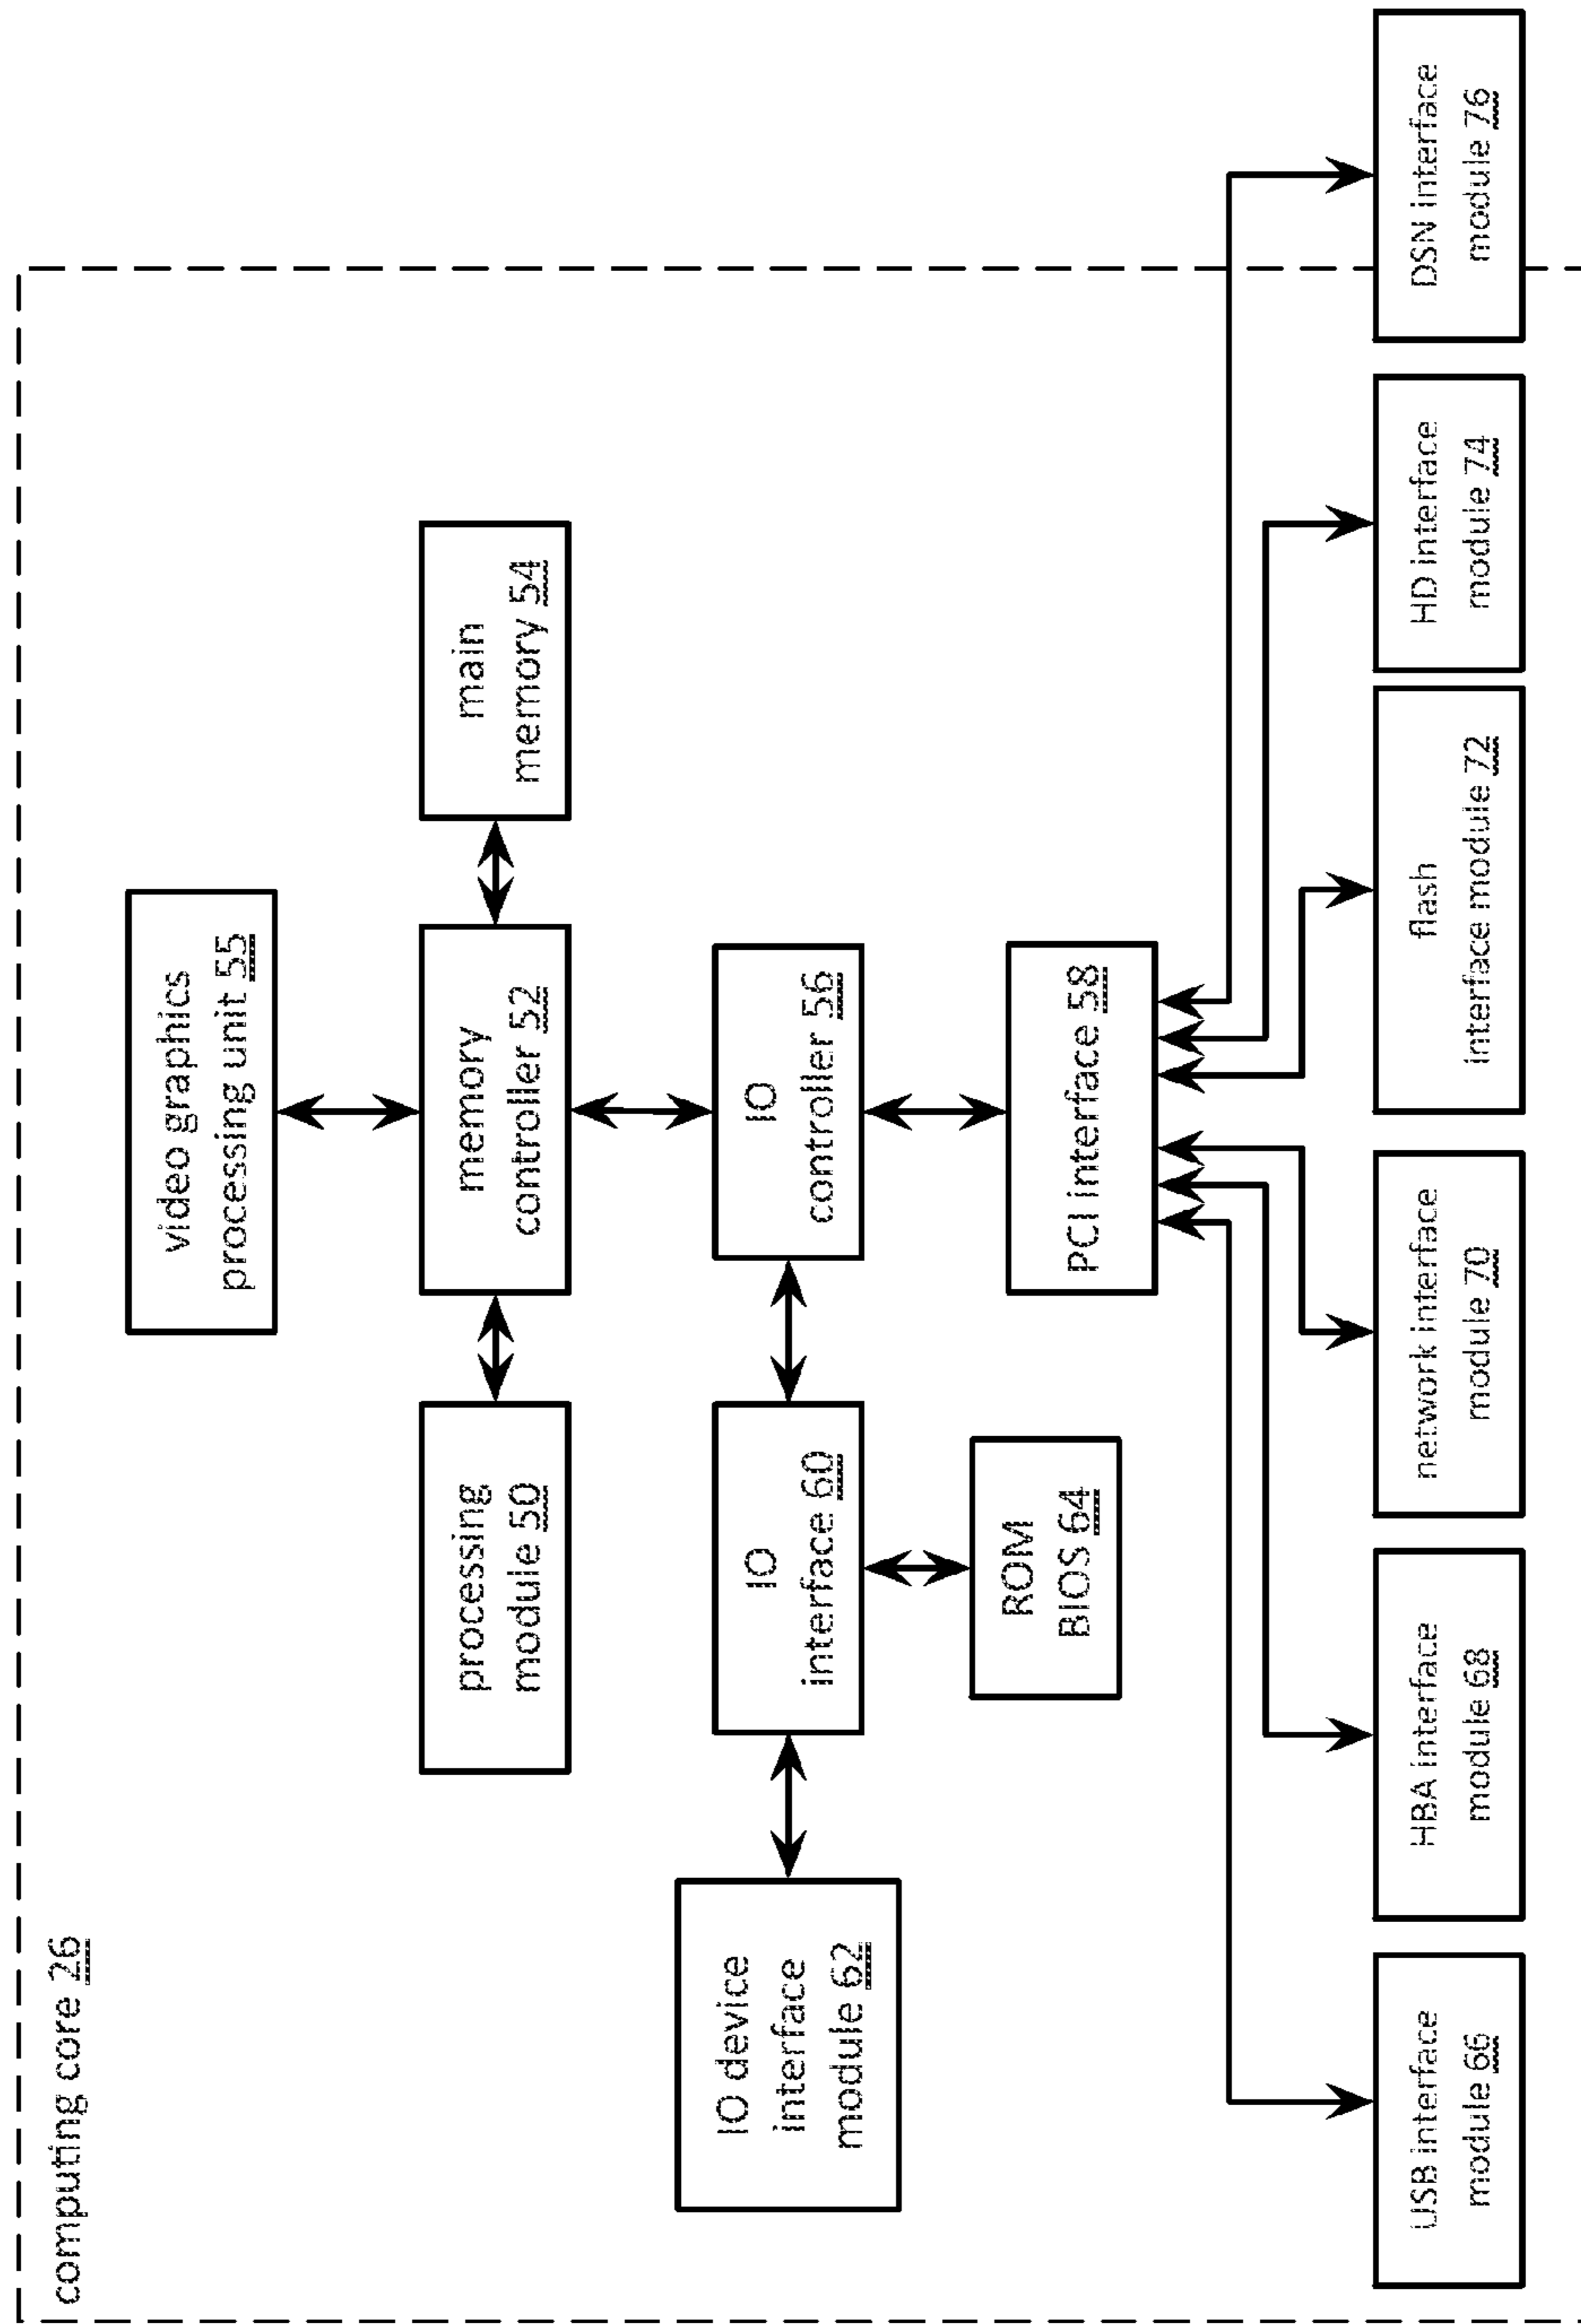 computing core 26
video graphics
processing unit 55
processing
module 50
memory
controller 52
main
memory 54
IO device
interface
module 62
IO
interface 60
IO
controller 56
ROM
BIOS 64
PCI interface 58
USB interface
module 66
HBA interface
module 68
network interface
module 70
flash
interface module 72
HD interface
module 74
DSN interface
module 76